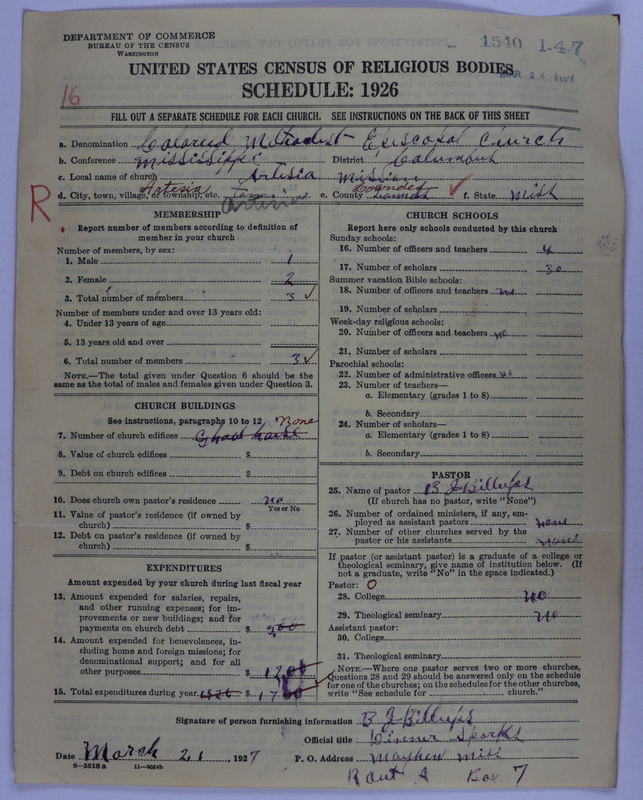 DEPARTMENT OF COMMERCE
BUREAU OF THE CENSUS
WASHINGTON
1540 1-4-7
UNITED STATES CENSUS OF RELIGIOUS BODIES
MAR 24
SCHEDULE: 1926
16
FILL OUT A SEPARATE SCHEDULE FOR EACH CHURCH. SEE INSTRUCTIONS ON THE BACK OF THIS SHEET
a. Denomination Colored Methodist Episcopal Church
b. Conference Mississippi District
c. Local name of church Artisia Mission
Artesia Lowndes
d. City, town, village, or township, etc. e. County f. State Miss
R
MEMBERSHIP
Report number of members according to definition of
member in your church
Number of members, by sex:
1. Male 1
2. Female 2
3. Total number of members 3 ✓
Number of members under and over 13 years old:
4. Under 13 years of age
5. 13 years old and over
6. Total number of members 3 ✓
NOTE.—The total given under Question 6 should be the
same as the total of males and females given under Question 3.
CHURCH BUILDINGS
See instructions, paragraphs 10 to 12 None
7. Number of church edifices
8. Value of church edifices $
9. Debt on church edifices $
10. Does church own pastor's residence no
Yes or No
11. Value of pastor's residence (if owned by
church) $
12. Debt on pastor's residence (if owned by
church) $
EXPENDITURES
Amount expended by your church during last fiscal year
13. Amount expended for salaries, repairs,
and other running expenses; for im-
provements or new buildings; and for
payments on church debt $ 5.00
14. Amount expended for benevolences, in-
cluding home and foreign missions; for
denominational support; and for all
other purposes $ 12.00
15. Total expenditures during year $ 17
CHURCH SCHOOLS
Report here only schools conducted by this church
Sunday schools:
16. Number of officers and teachers 4
17. Number of scholars 30
Summer vacation Bible schools:
18. Number of officers and teachers no
19. Number of scholars
Week-day religious schools:
20. Number of officers and teachers no
21. Number of scholars
Parochial schools:
22. Number of administrative officers no
23. Number of teachers—
a. Elementary (grades 1 to 8)
b. Secondary
24. Number of scholars—
a. Elementary (grades 1 to 8)
b. Secondary
PASTOR
25. Name of pastor B J Billups
(If church has no pastor, write "None")
26. Number of ordained ministers, if any, em-
ployed as assistant pastors none
27. Number of other churches served by the
pastor or his assistants
If pastor (or assistant pastor) is a graduate of a college or
theological seminary, give name of institution below. (If
not a graduate, write "No" in the space indicated.)
Pastor: O
28. College no
29. Theological seminary no
Assistant pastor:
30. College
31. Theological seminary
NOTE.—Where one pastor serves two or more churches,
Questions 28 and 29 should be answered only on the schedule
for one of the churches; on the schedules for the other churches,
write "See schedule for church."
Signature of person furnishing information B J Billups
Official title
Date March 21, 1927 P. O. Address Mayhew Miss
8—5518 a 11—9054b
Rout A Box 7